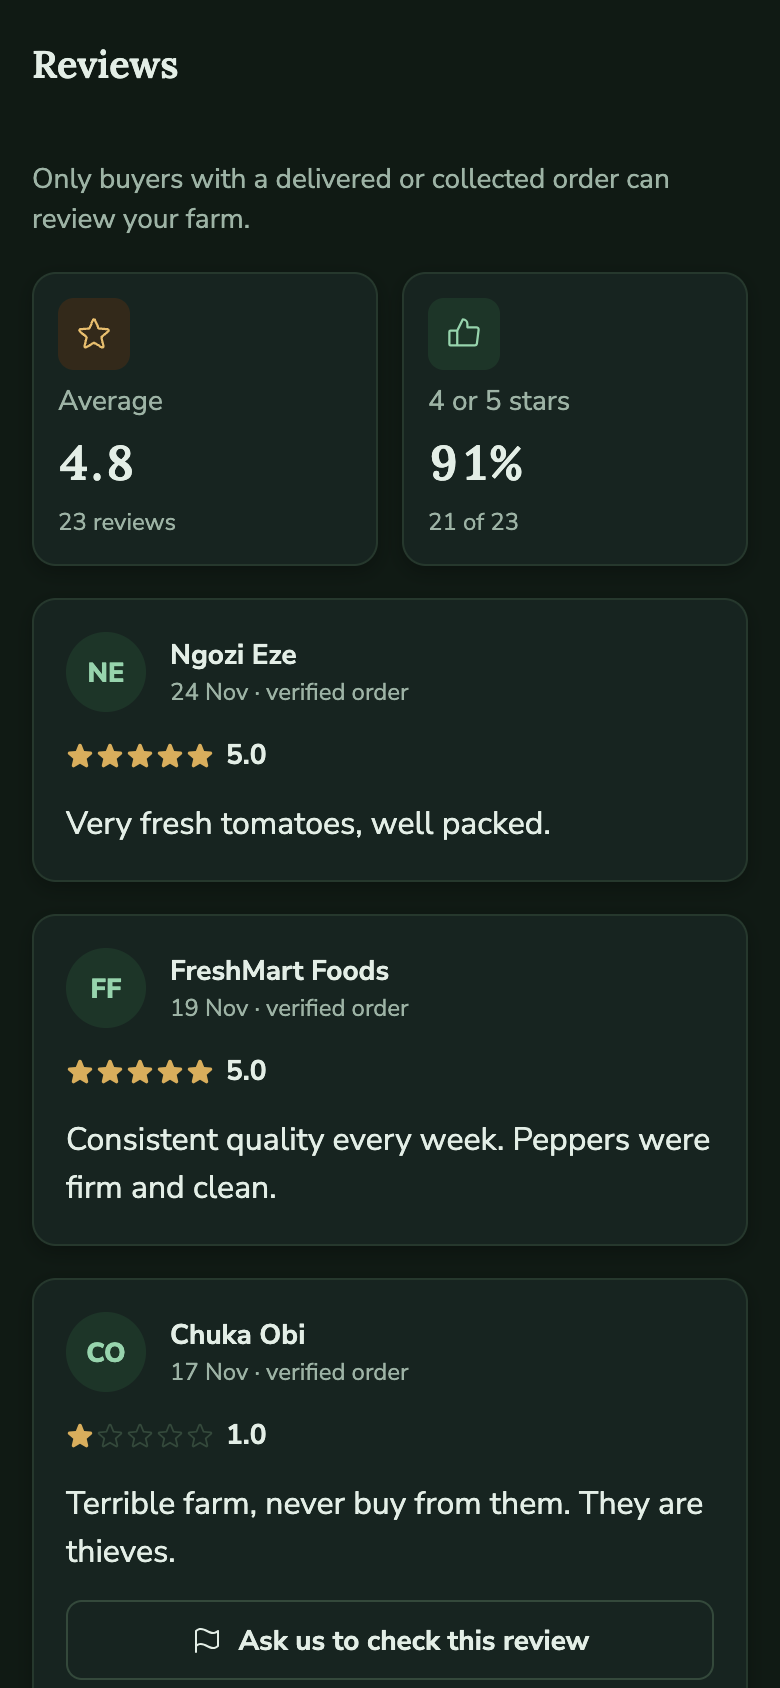 Reviews
Only buyers with a delivered or collected order can
review your farm.
Average
4.8
23 reviews
4 or 5 stars
91%
21 of 23
NE
Ngozi Eze
24 Nov · verified order
5.0
Very fresh tomatoes, well packed.
FF
FreshMart Foods
19 Nov · verified order
5.0
Consistent quality every week. Peppers were
firm and clean.
CO
Chuka Obi
17 Nov · verified order
1.0
Terrible farm, never buy from them. They are
thieves.
Ask us to check this review